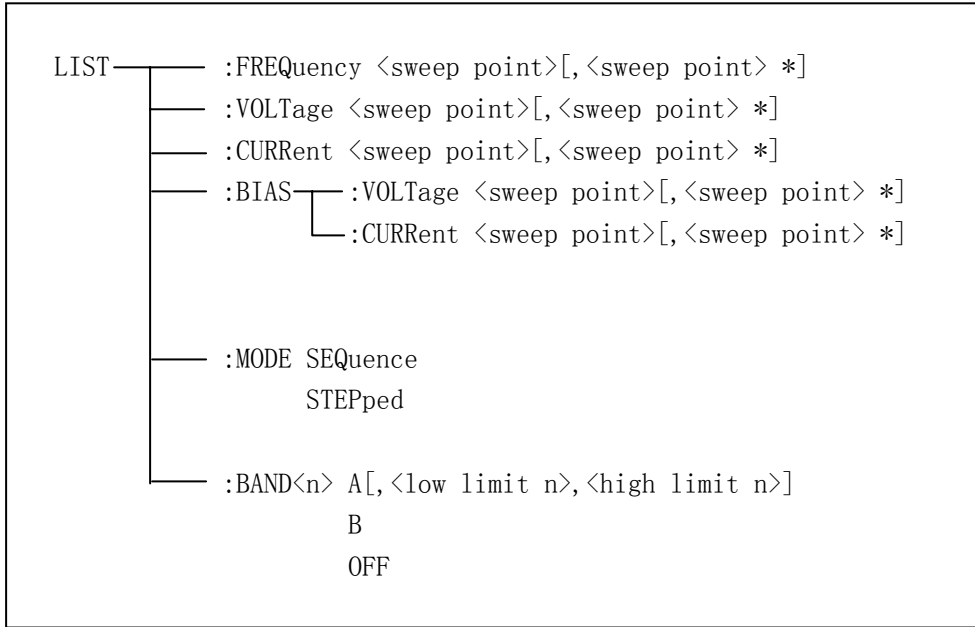 LIST :FREQuency <sweep point>[,<sweep point> *]
:VOLTage <sweep point>[,<sweep point> *]
:CURRent <sweep point>[,<sweep point> *]
:BIAS :VOLTage <sweep point>[,<sweep point> *]
:CURRent <sweep point>[,<sweep point> *]
:MODE SEQuence
STEPped
:BAND<n> A[,<low limit n>,<high limit n>]
B
OFF